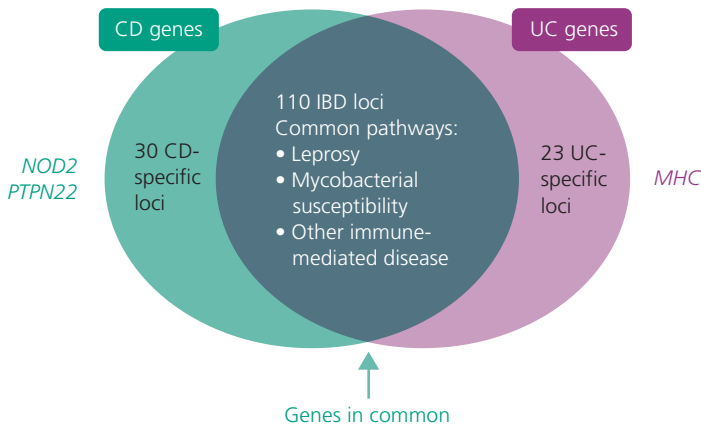 CD genes
UC genes
NOD2
PTPN22
30 CD-
specific
loci
110 IBD loci
Common pathways:
• Leprosy
• Mycobacterial
susceptibility
• Other immune-
mediated disease
23 UC-
specific
loci
MHC
Genes in common